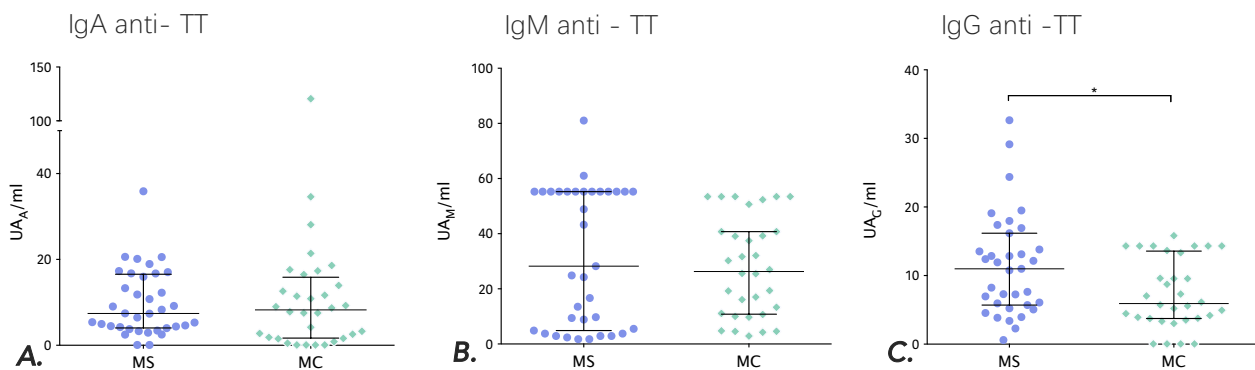 IgA anti- TT
IgM anti - TT
IgG anti -TT
150
100
40
20
0
UAA/ml
MS
MC
A.
100
80
60
40
20
0
UAM/ml
MS
MC
B.
40
30
20
10
0
UAG/ml
*
MS
MC
C.